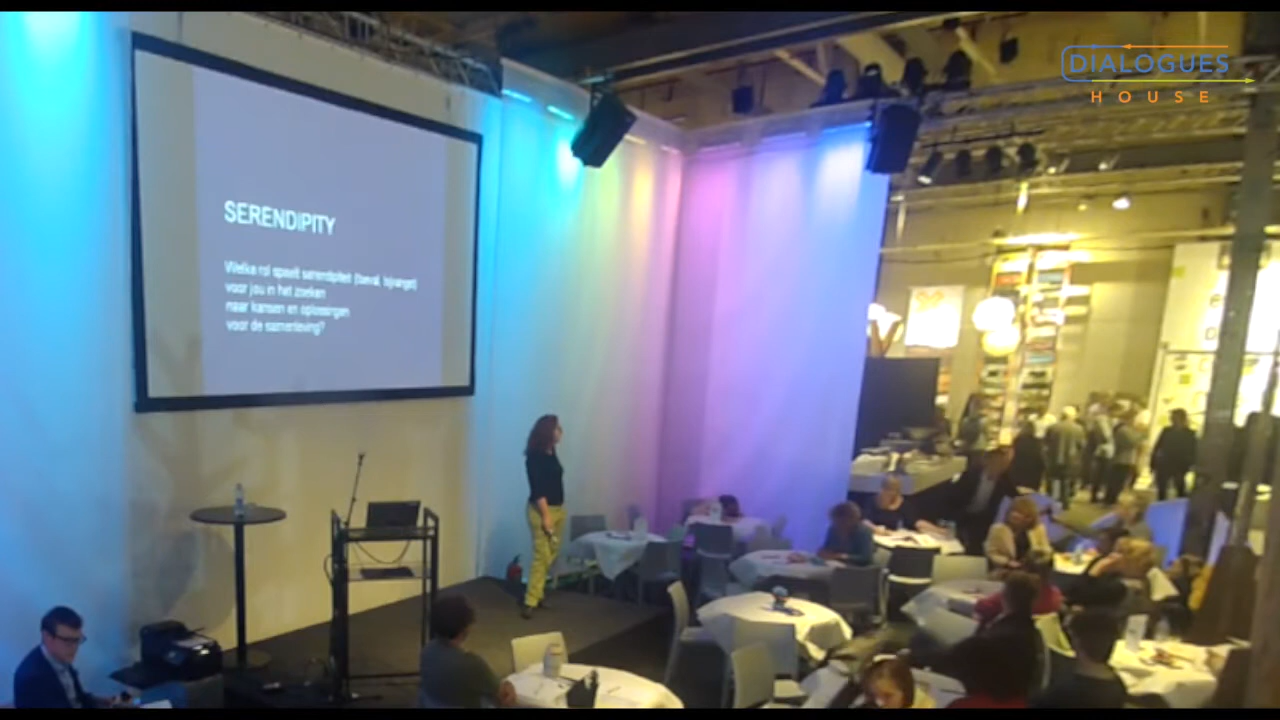 DIALOGUES
HOUSE
SERENDIPITY
Welke rol speelt serendipiteit (toeval, bijvangst)
voor jou in het zoeken
naar kansen en oplossingen
voor de samenleving?